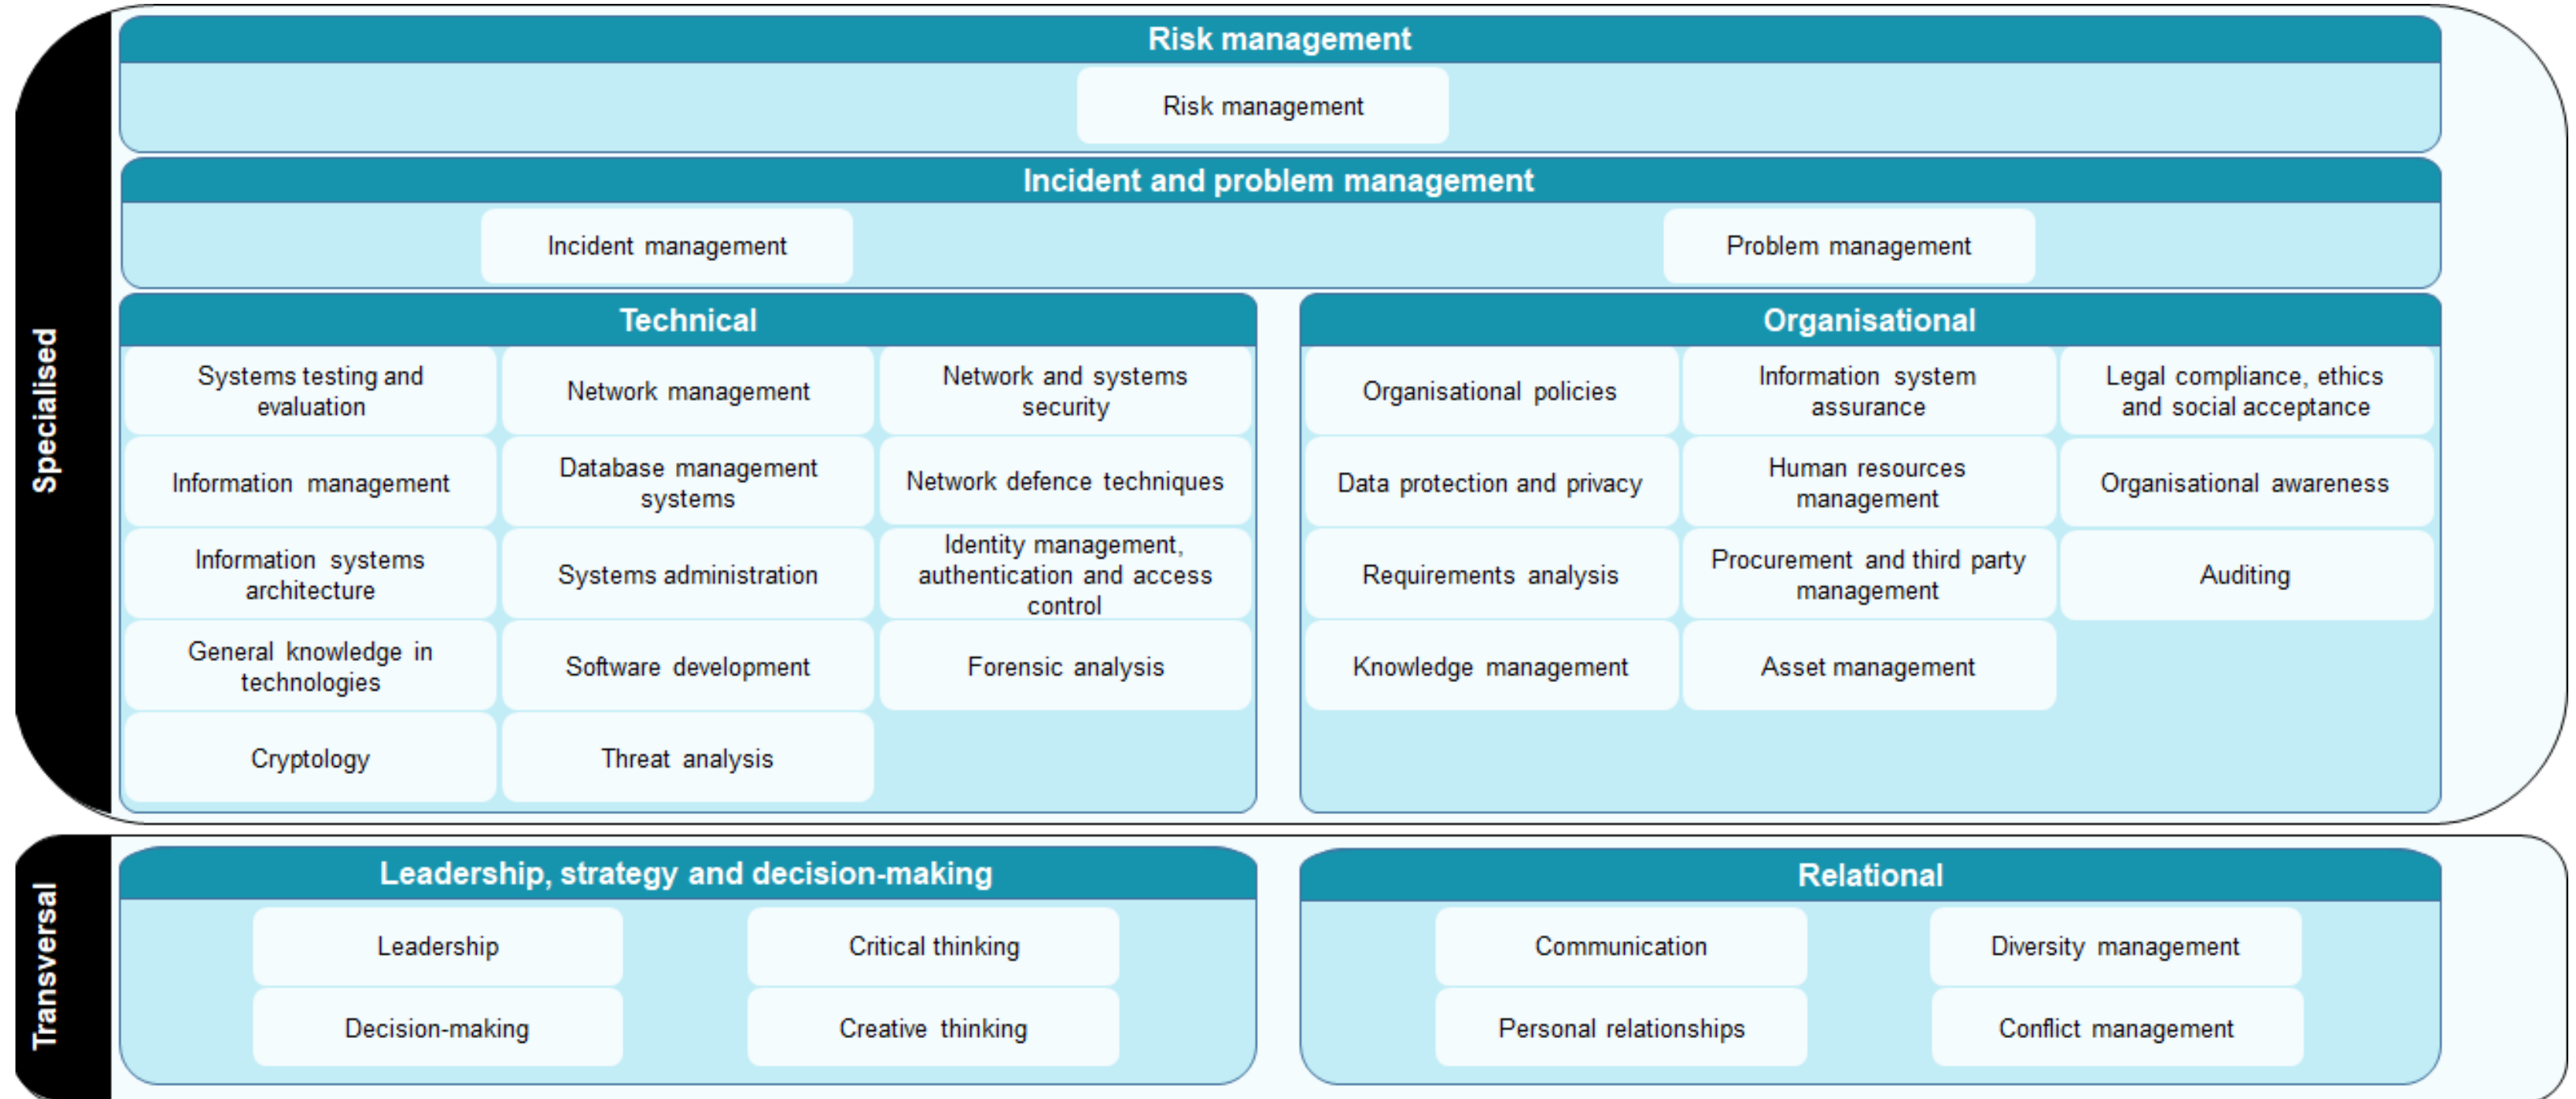 Specialised
Risk management
Risk management
Incident and problem management
Incident management
Problem management
Technical
Systems testing and
evaluation
Network management
Network and systems
security
Information management
Database management
systems
Network defence techniques
Information systems
architecture
Systems administration
Identity management,
authentication and access
control
General knowledge in
technologies
Software development
Forensic analysis
Cryptology
Threat analysis
Organisational
Organisational policies
Information system
assurance
Legal compliance, ethics
and social acceptance
Data protection and privacy
Human resources
management
Organisational awareness
Requirements analysis
Procurement and third party
management
Auditing
Knowledge management
Asset management
Transversal
Leadership, strategy and decision-making
Leadership
Critical thinking
Decision-making
Creative thinking
Relational
Communication
Diversity management
Personal relationships
Conflict management